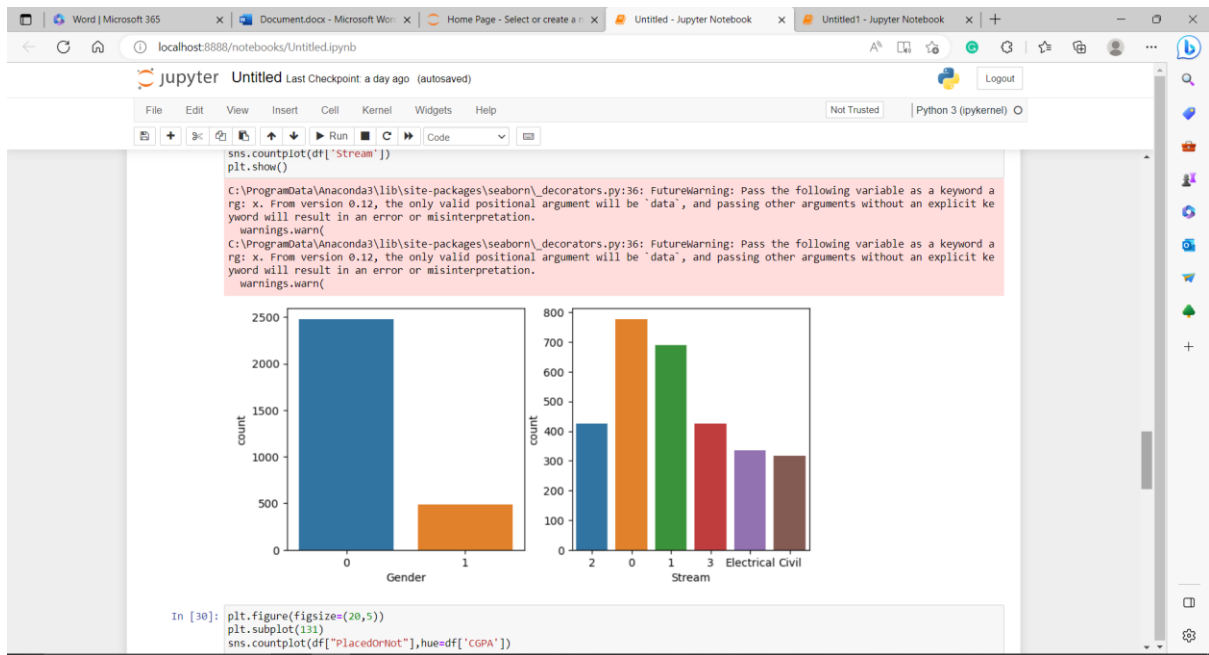 Word | Microsoft 365
Document.docx - Microsoft Wor
Home Page - Select or create a n
Untitled - Jupyter Notebook
Untitled1 - Jupyter Notebook
localhost:8888/notebooks/Untitled.ipynb
jupyter Untitled Last Checkpoint: a day ago (autosaved)
Logout
File Edit View Insert Cell Kernel Widgets Help
Not Trusted
Python 3 (ipykernel)
Run
Code
sns.countplot(df['Stream'])
plt.show()
C:\ProgramData\Anaconda3\lib\site-packages\seaborn\_decorators.py:36: FutureWarning: Pass the following variable as a keyword a
rg: x. From version 0.12, the only valid positional argument will be `data`, and passing other arguments without an explicit ke
yword will result in an error or misinterpretation.
warnings.warn(
C:\ProgramData\Anaconda3\lib\site-packages\seaborn\_decorators.py:36: FutureWarning: Pass the following variable as a keyword a
rg: x. From version 0.12, the only valid positional argument will be `data`, and passing other arguments without an explicit ke
yword will result in an error or misinterpretation.
warnings.warn(
2500
2000
1500
1000
500
0
count
0 1
Gender
800
700
600
500
400
300
200
100
0
count
2 0 1 3 Electrical Civil
Stream
In [30]: plt.figure(figsize=(20,5))
plt.subplot(131)
sns.countplot(df["PlacedOrNot"],hue=df['CGPA'])